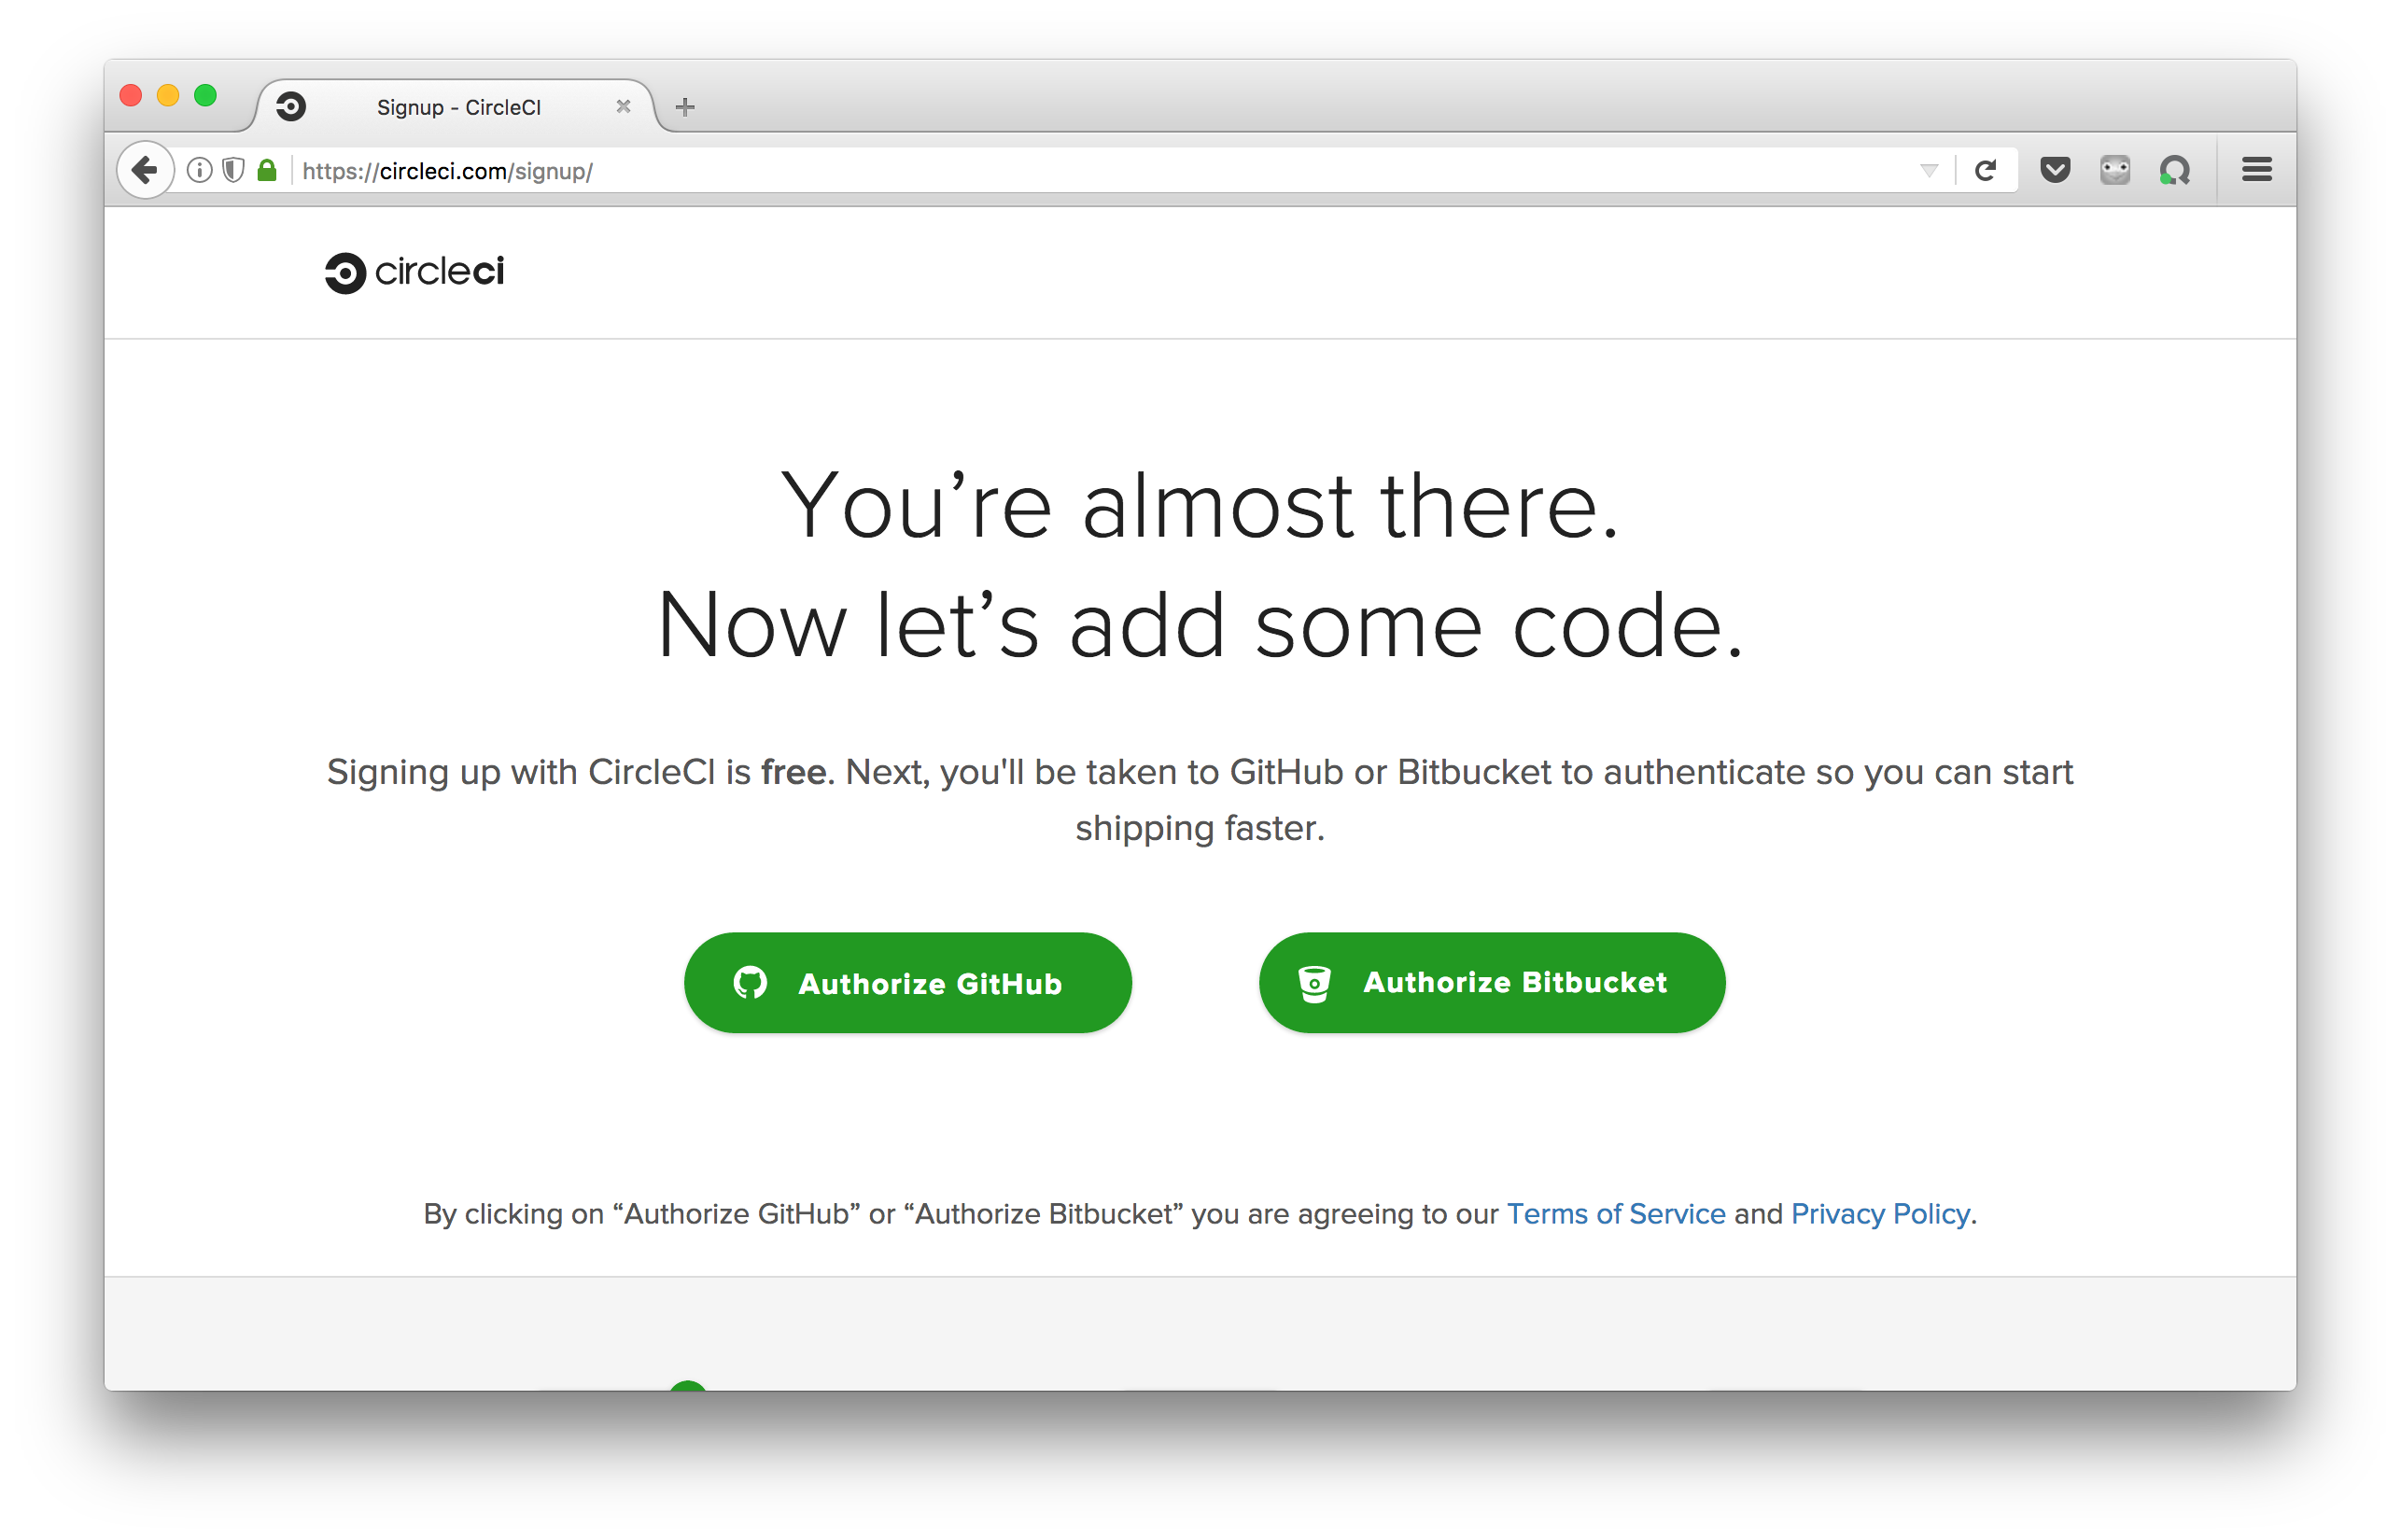 Signup - CircleCI
https://circleci.com/signup/
circleci
You’re almost there.
Now let’s add some code.
Signing up with CircleCI is free. Next, you'll be taken to GitHub or Bitbucket to authenticate so you can start
shipping faster.
Authorize GitHub
Authorize Bitbucket
By clicking on “Authorize GitHub” or “Authorize Bitbucket” you are agreeing to our Terms of Service and Privacy Policy.